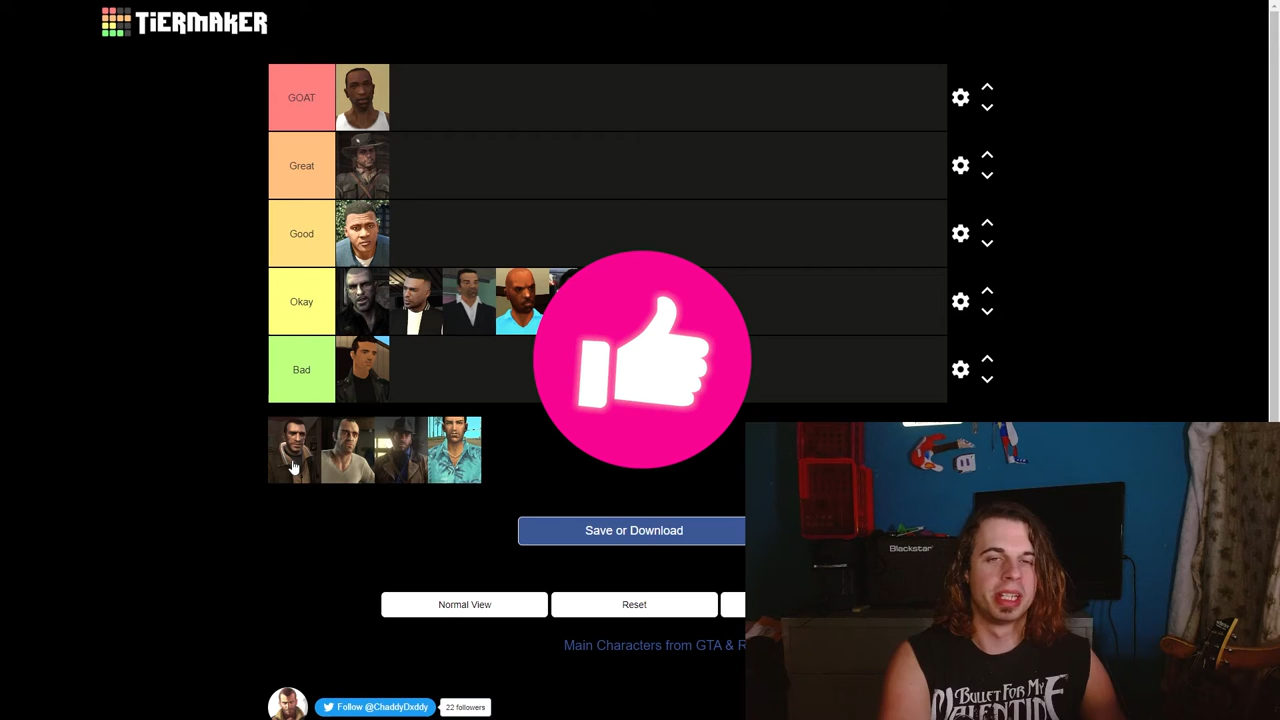 TiERMAKER
GOAT
Great
Good
Okay
Bad
Save or Download
Normal View
Reset
Main Characters from GTA & R
Follow @ChaddyDxddy
22 followers
Blackstar
BULLET FOR MY
VALENTINE